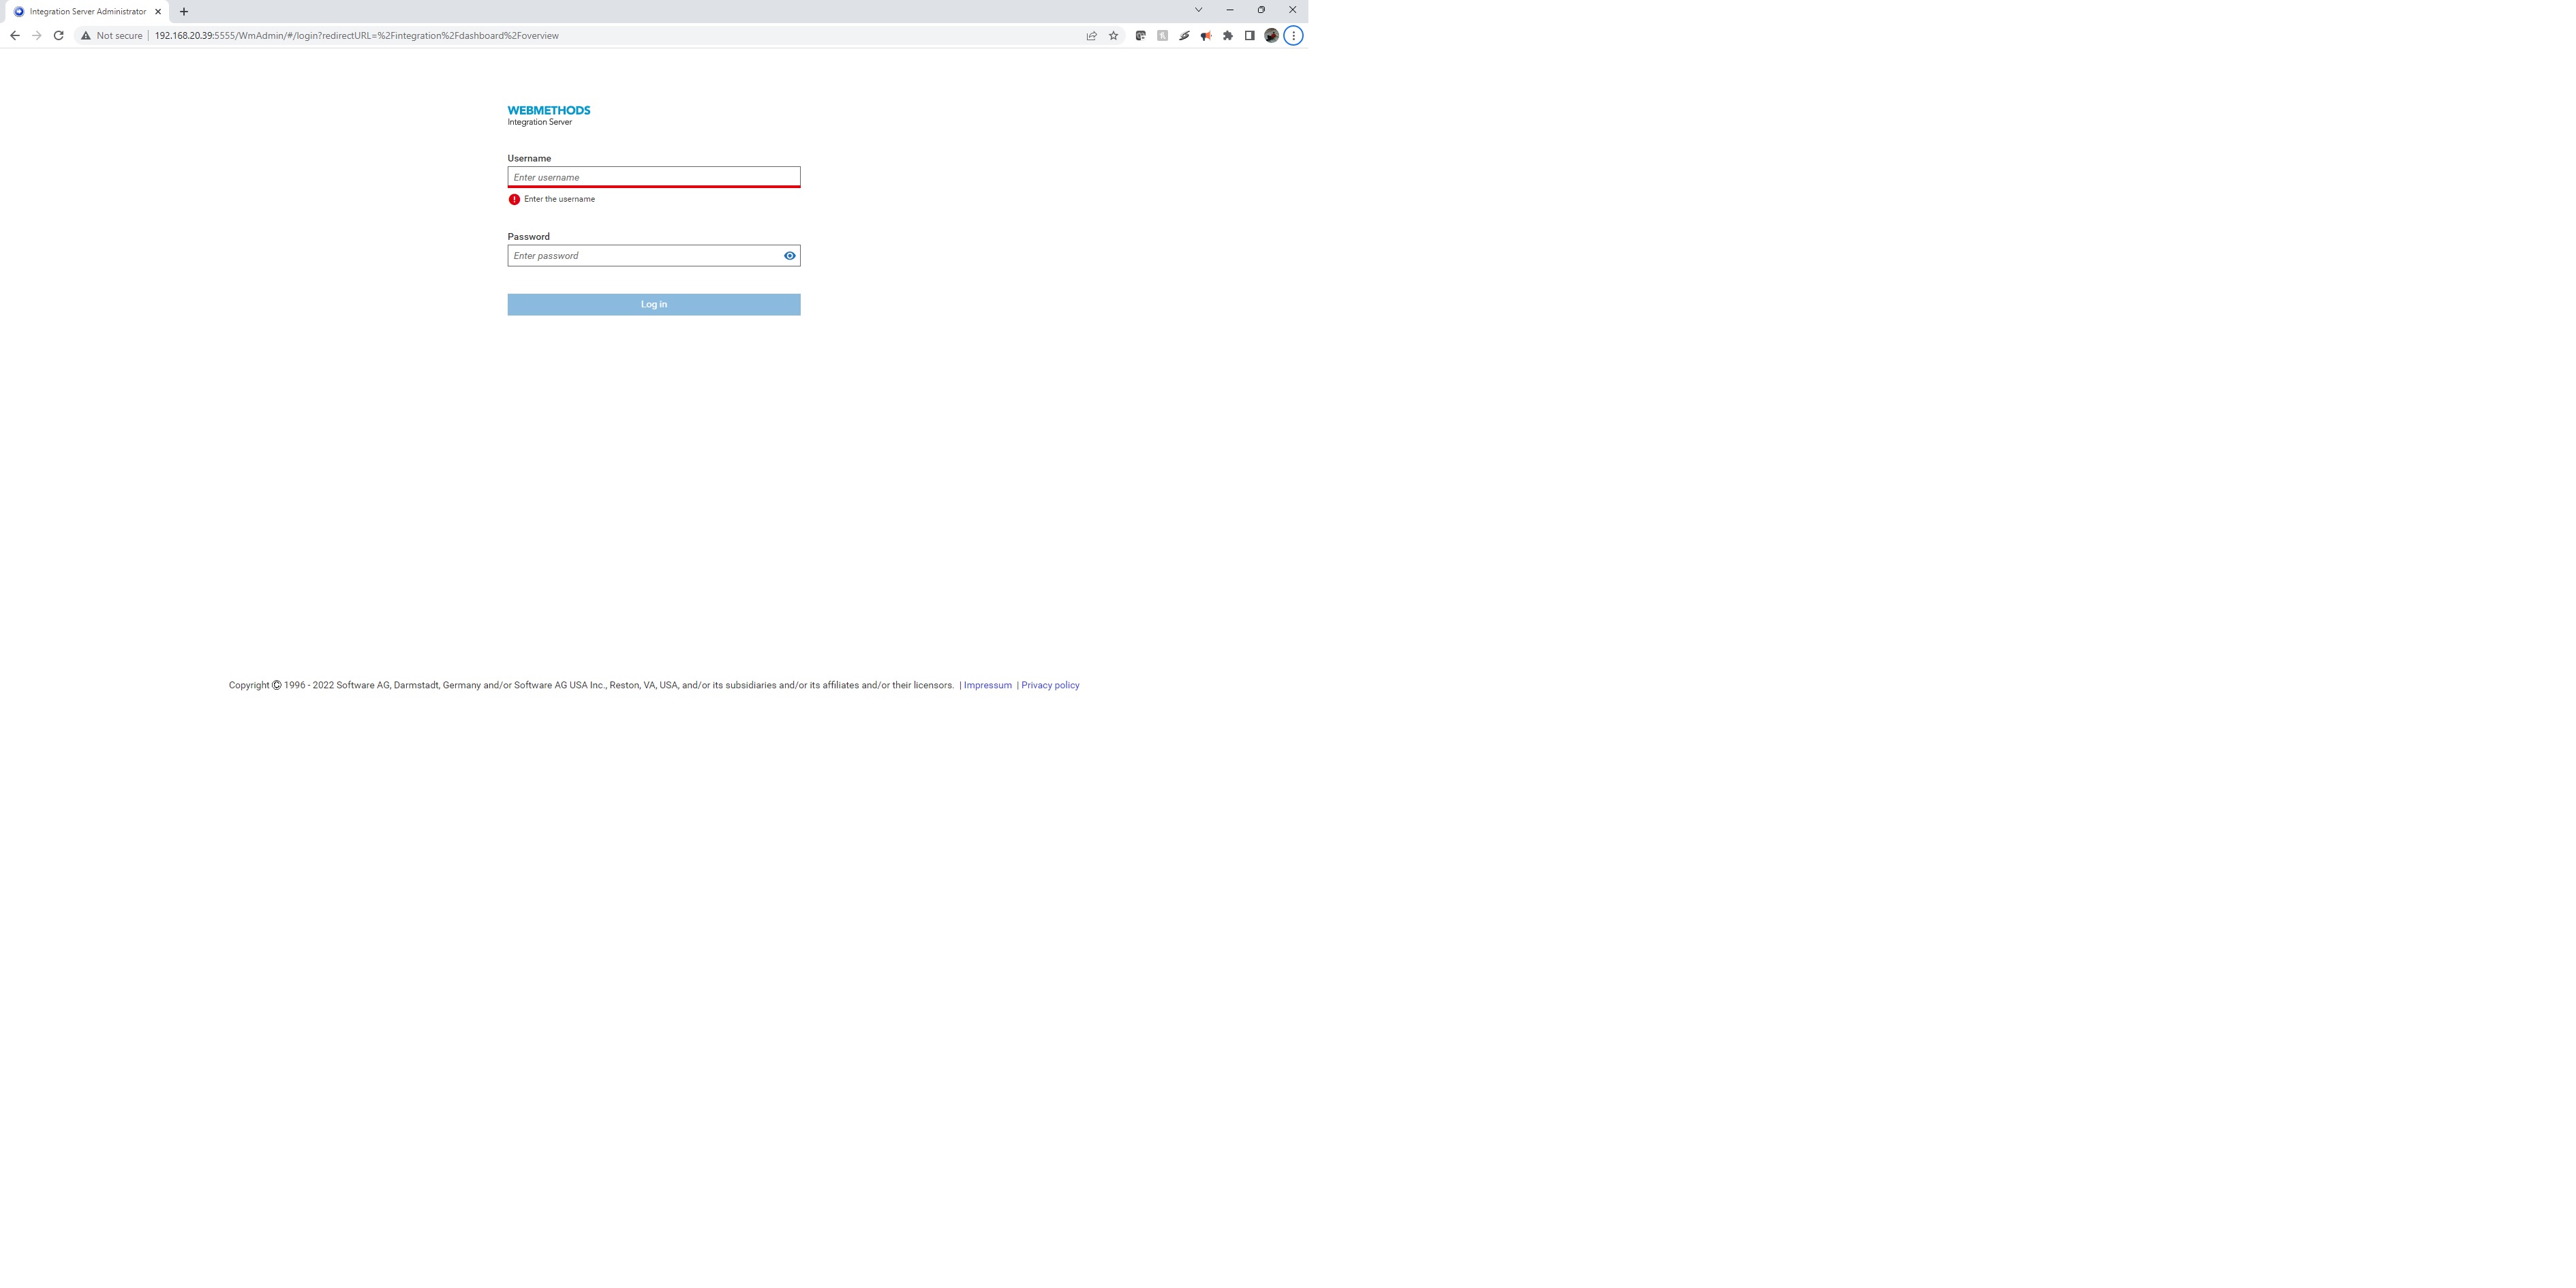 Integration Server Administrator
Not secure
192.168.20.39:5555/WmAdmin/#/login?redirectURL=%2Fintegration%2Fdashboard%2Foverview
WEBMETHODS
Integration Server
Username
Enter username
! Enter the username
Password
Enter password
Log in
Copyright © 1996 - 2022 Software AG, Darmstadt, Germany and/or Software AG USA Inc., Reston, VA, USA, and/or its subsidiaries and/or its affiliates and/or their licensors. | Impressum | Privacy policy